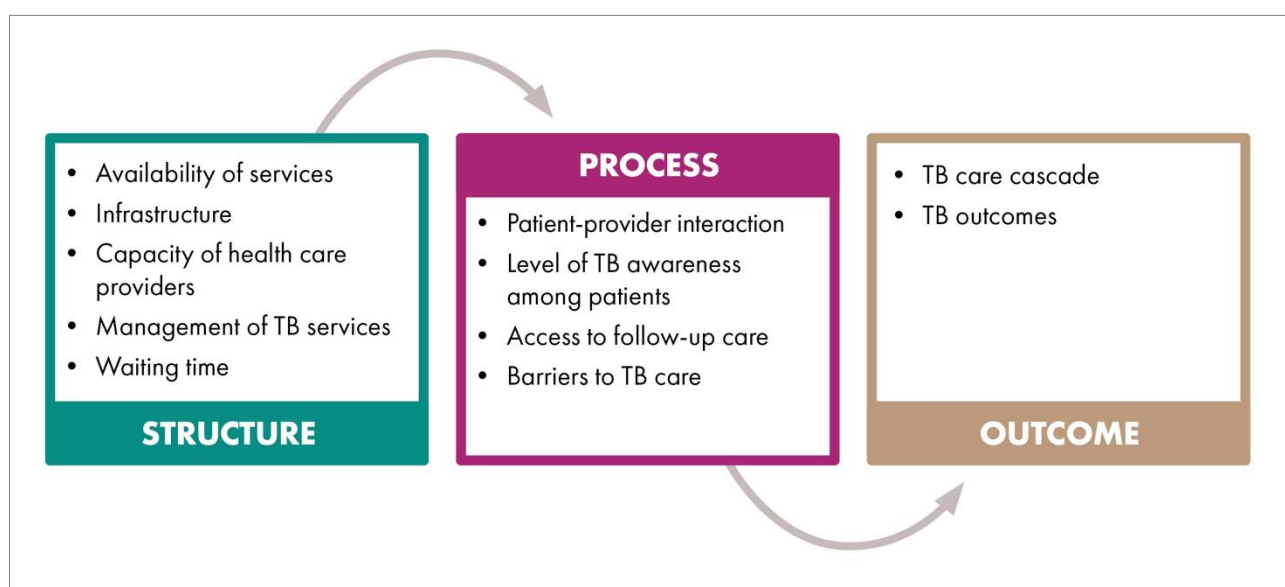 • Availability of services
• Infrastructure
• Capacity of health care
providers
• Management of TB services
• Waiting time
STRUCTURE
PROCESS
• Patient-provider interaction
• Level of TB awareness
among patients
• Access to follow-up care
• Barriers to TB care
• TB care cascade
• TB outcomes
OUTCOME